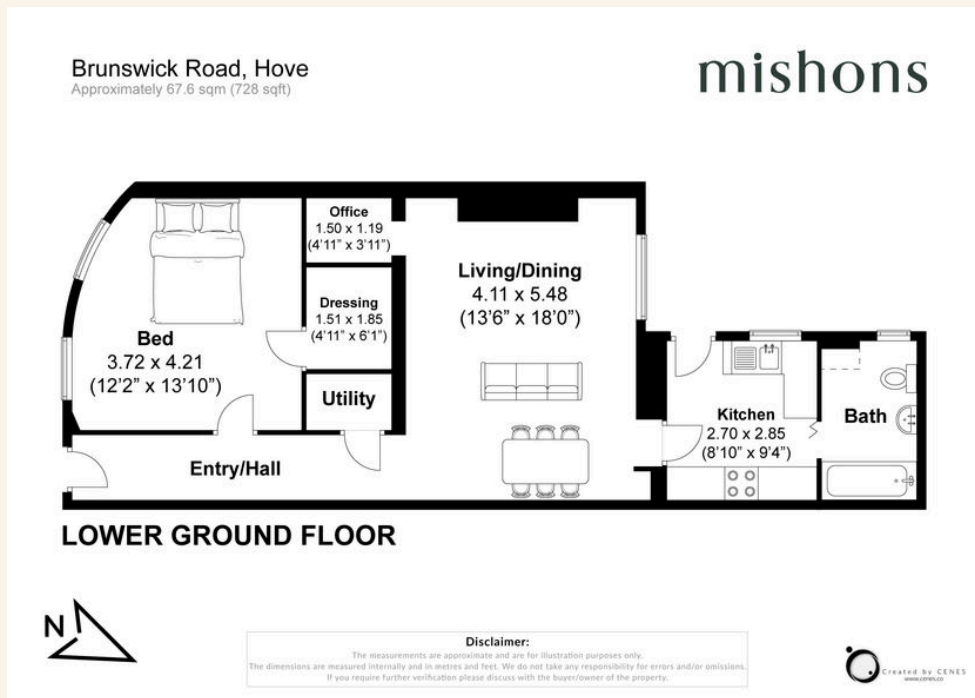 Brunswick Road, Hove
Approximately 67.6 sqm (728 sqft)
mishons
Office
1.50 x 1.19
(4'11" x 3'11")
Living/Dining
4.11 x 5.48
(13'6" x 18'0")
Dressing
1.51 x 1.85
(4'11" x 6'1")
Bed
3.72 x 4.21
(12'2" x 13'10")
Utility
Kitchen
2.70 x 2.85
(8'10" x 9'4")
Bath
Entry/Hall
LOWER GROUND FLOOR
N
Disclaimer:
The measurements are approximate and are for illustration purposes only.
The dimensions are measured internally and in metres and feet. We do not take any responsibility for errors and/or omissions.
If you require further verification please discuss with the buyer/owner of the property.
Created by CENES
www.cenes.co